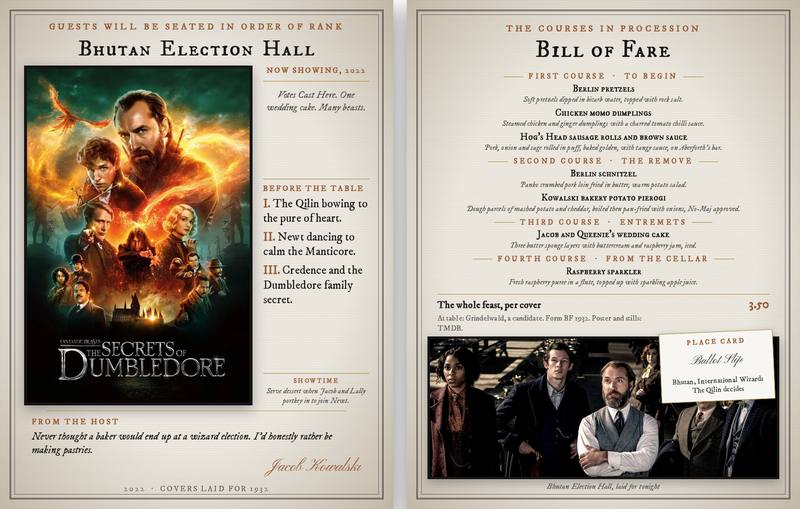 GUESTS WILL BE SEATED IN ORDER OF RANK
BHUTAN ELECTION HALL
NOW SHOWING, 2022
Votes Cast Here. One
wedding cake. Many beasts.
BEFORE THE TABLE
I. The Qilin bowing to
the pure of heart.
II. Newt dancing to
calm the Manticore.
III. Credence and the
Dumbledore family
secret.
FANTASTIC BEASTS
THE SECRETS OF
DUMBLEDORE
SHOWTIME
Serve dessert when Jacob and Lally
portkey in to join Newt.
FROM THE HOST
Never thought a baker would end up at a wizard election. I'd honestly rather be
making pastries.
Jacob Kowalski
2022 · COVERS LAID FOR 1932
THE COURSES IN PROCESSION
BILL OF FARE
FIRST COURSE · TO BEGIN
BERLIN PRETZELS
Soft pretzels dipped in bicarb water, topped with rock salt.
CHICKEN MOMO DUMPLINGS
Steamed chicken and ginger dumplings with a charred tomato chilli sauce.
HOG'S HEAD SAUSAGE ROLLS AND BROWN SAUCE
Pork, onion and sage rolled in puff, baked golden, with tangy sauce, on Aberforth's bar.
SECOND COURSE · THE REMOVE
BERLIN SCHNITZEL
Panko crumbed pork loin fried in butter, warm potato salad.
KOWALSKI BAKERY POTATO PIEROGI
Dough parcels of mashed potato and cheddar, boiled then pan-fried with onions, No-Maj approved.
THIRD COURSE · ENTREMETS
JACOB AND QUEENIE'S WEDDING CAKE
Three butter sponge layers with buttercream and raspberry jam, iced.
FOURTH COURSE · FROM THE CELLAR
RASPBERRY SPARKLER
Fresh raspberry puree in a flute, topped up with sparkling apple juice.
The whole feast, per cover 3.50
At table: Grindelwald, a candidate. Form BF 1932. Poster and stills:
TMDB.
PLACE CARD
Ballot Slip
Bhutan, International Wizards
The Qilin decides
Bhutan Election Hall, laid for tonight